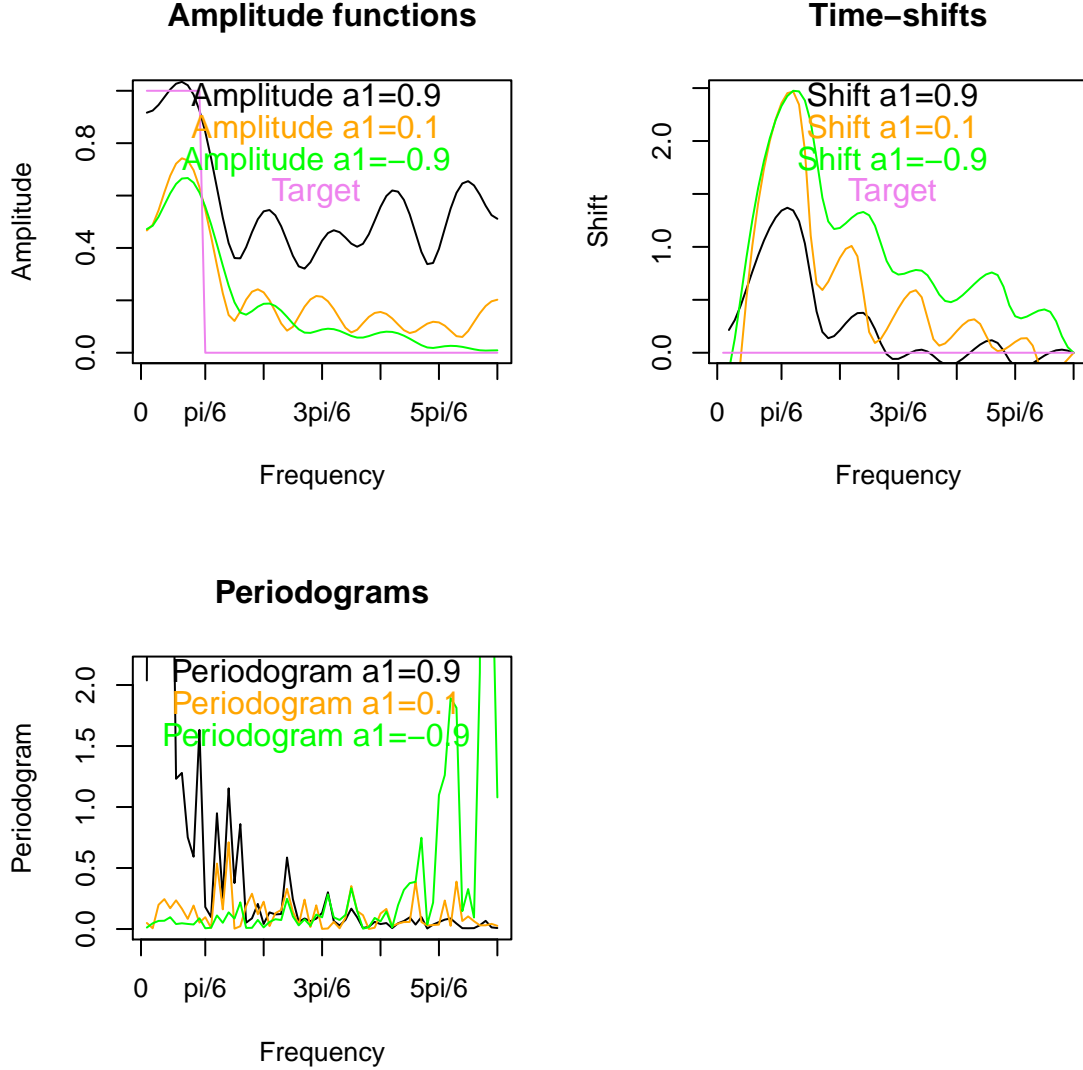 Amplitude functions
Amplitude a1=0.9
Amplitude a1=0.1
Amplitude a1=−0.9
Target
Amplitude
0.0
0.4
0.8
0
pi/6
3pi/6
5pi/6
Frequency
Time−shifts
Shift a1=0.9
Shift a1=0.1
Shift a1=−0.9
Target
Shift
0.0
1.0
2.0
0
pi/6
3pi/6
5pi/6
Frequency
Periodograms
Periodogram a1=0.9
Periodogram a1=0.1
Periodogram a1=−0.9
Periodogram
0.0
0.5
1.0
1.5
2.0
0
pi/6
3pi/6
5pi/6
Frequency